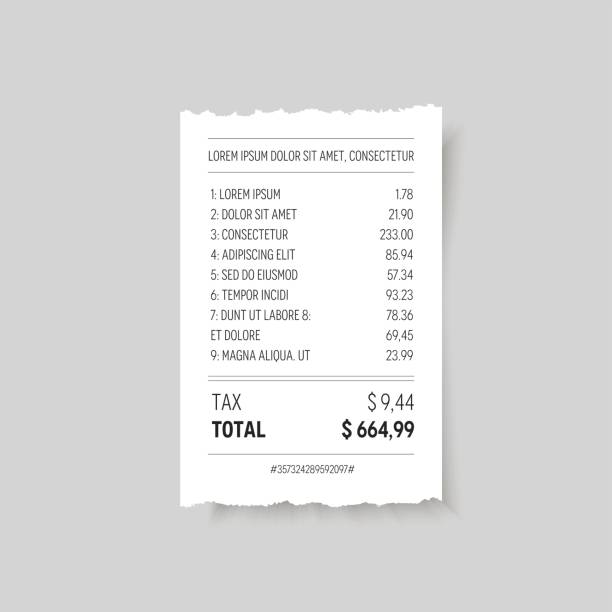 LOREM IPSUM DOLOR SIT AMET, CONSECTETUR
1: LOREM IPSUM 1.78
2: DOLOR SIT AMET 21.90
3: CONSECTETUR 233.00
4: ADIPISCING ELIT 85.94
5: SED DO EIUSMOD 57.34
6: TEMPOR INCIDI 93.23
7: DUNT UT LABORE 8: 78.36
ET DOLORE 69,45
9: MAGNA ALIQUA. UT 23.99
TAX $ 9,44
TOTAL $ 664,99
#357324289592097#